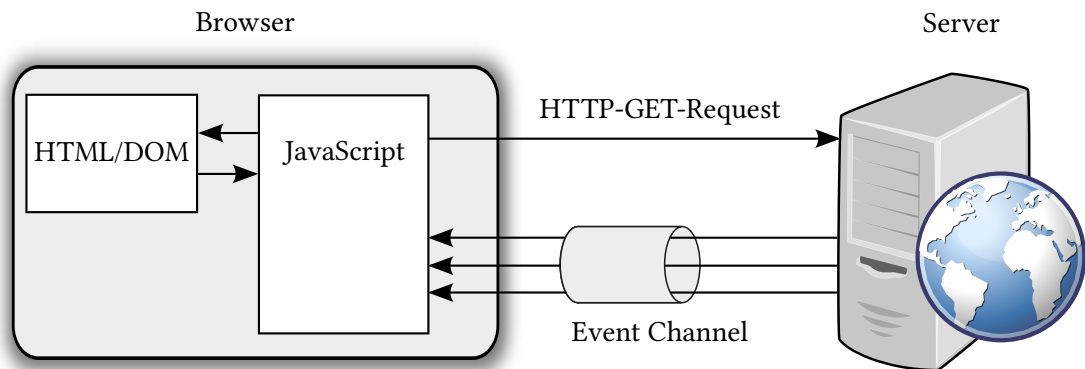 Browser
Server
HTTP-GET-Request
HTML/DOM
JavaScript
Event Channel